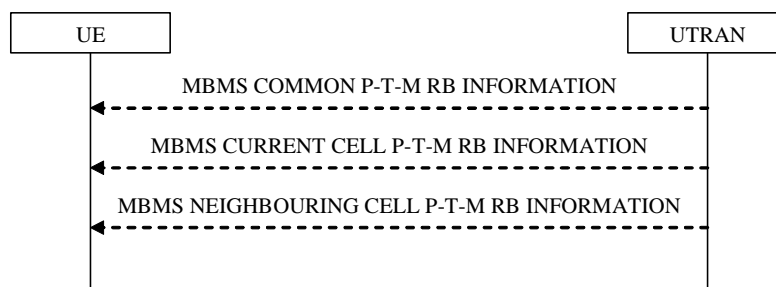 UE
UTRAN
MBMS COMMON P-T-M RB INFORMATION
MBMS CURRENT CELL P-T-M RB INFORMATION
MBMS NEIGHBOURING CELL P-T-M RB INFORMATION